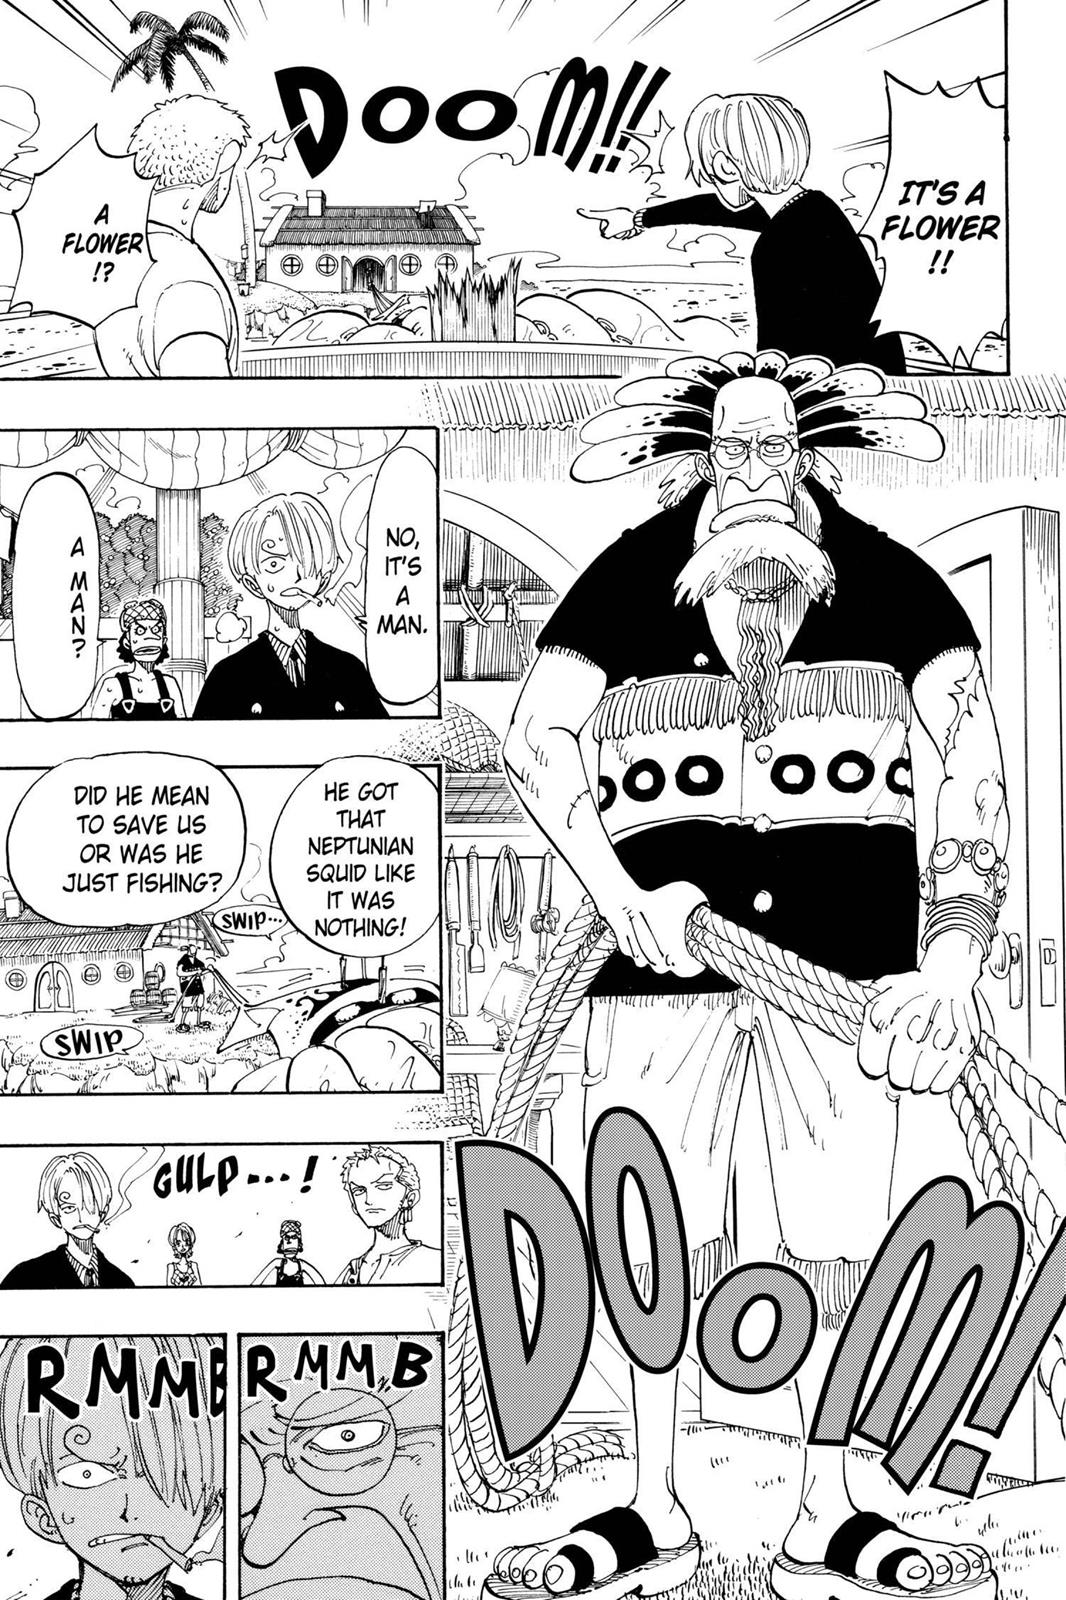 IT'S A
FLOWER
!!
DOOM!!
A
FLOWER
!?
NO,
IT'S
A
MAN.
A MAN?
HE GOT
THAT
NEPTUNIAN
SQUID LIKE
IT WAS
NOTHING!
DID HE MEAN
TO SAVE US
OR WAS HE
JUST FISHING?
SWIP...
SWIP
GULP...!
DOOM!!
RMMB
RMMB